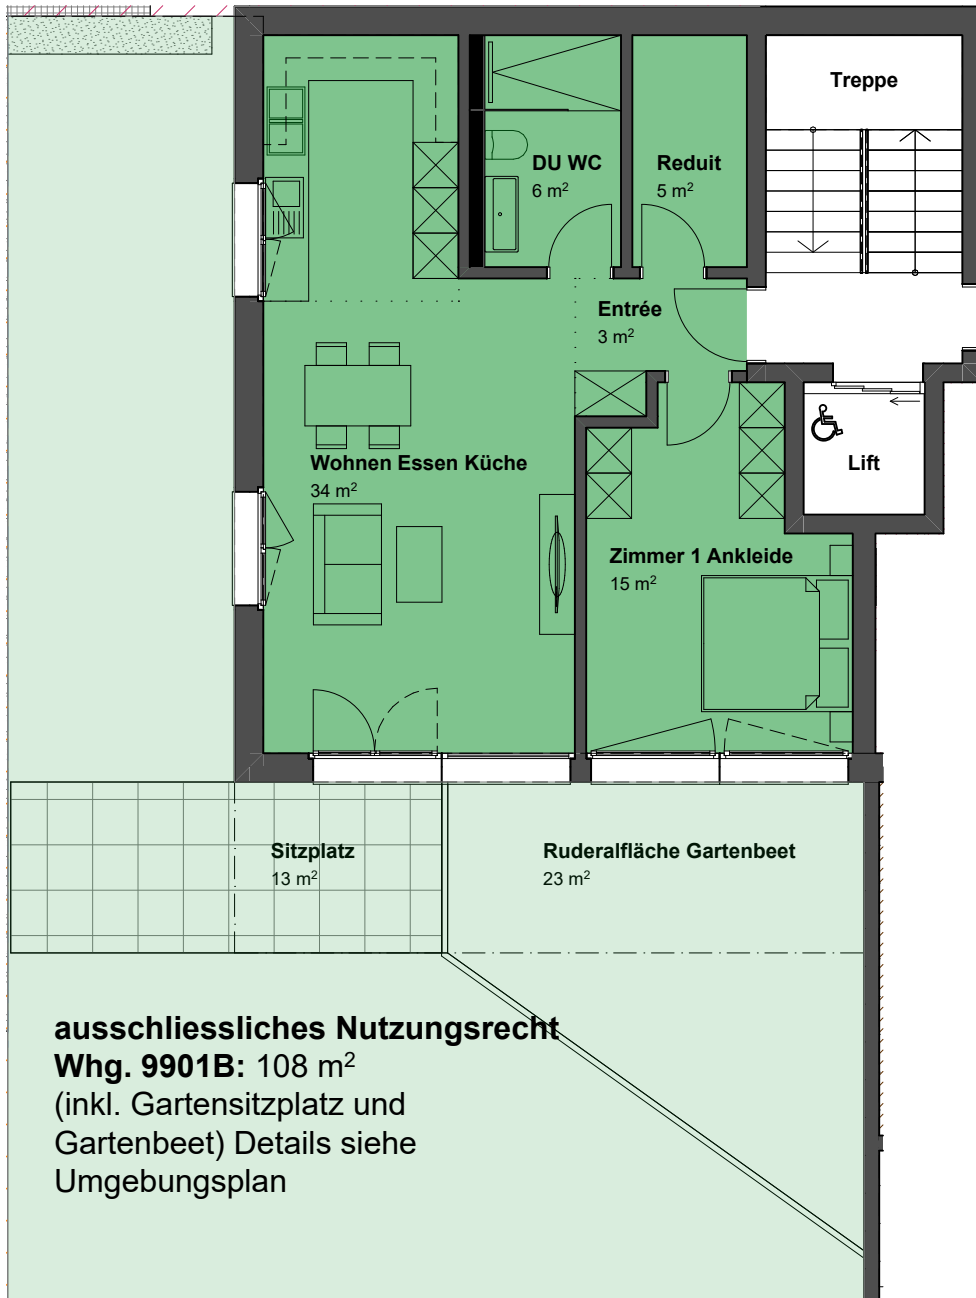 Treppe
DU WC
6 m²
Reduit
5 m²
Entrée
3 m²
Wohnen Essen Küche
34 m²
Lift
Zimmer 1 Ankleide
15 m²
Sitzplatz
13 m²
Ruderalfläche Gartenbeet
23 m²
ausschliessliches Nutzungsrecht
Whg. 9901B: 108 m²
(inkl. Gartensitzplatz und
Gartenbeet) Details siehe
Umgebungsplan